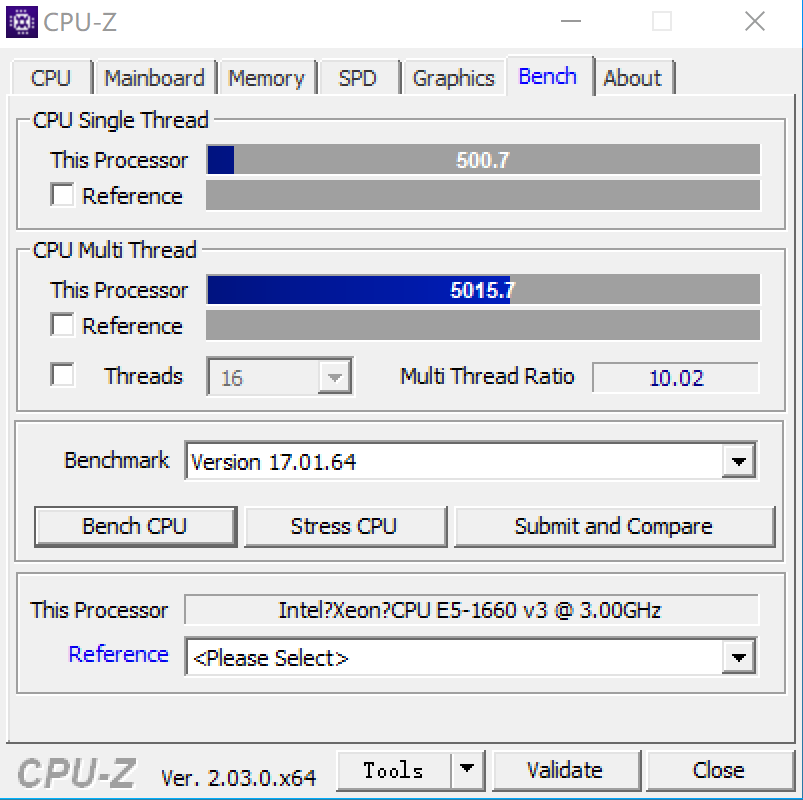 CPU-Z
CPU Mainboard Memory SPD Graphics Bench About
CPU Single Thread
This Processor 500.7
Reference
CPU Multi Thread
This Processor 5015.7
Reference
Threads 16 Multi Thread Ratio 10.02
Benchmark Version 17.01.64
Bench CPU Stress CPU Submit and Compare
This Processor Intel?Xeon?CPU E5-1660 v3 @ 3.00GHz
Reference <Please Select>
CPU-Z Ver. 2.03.0.x64 Tools Validate Close